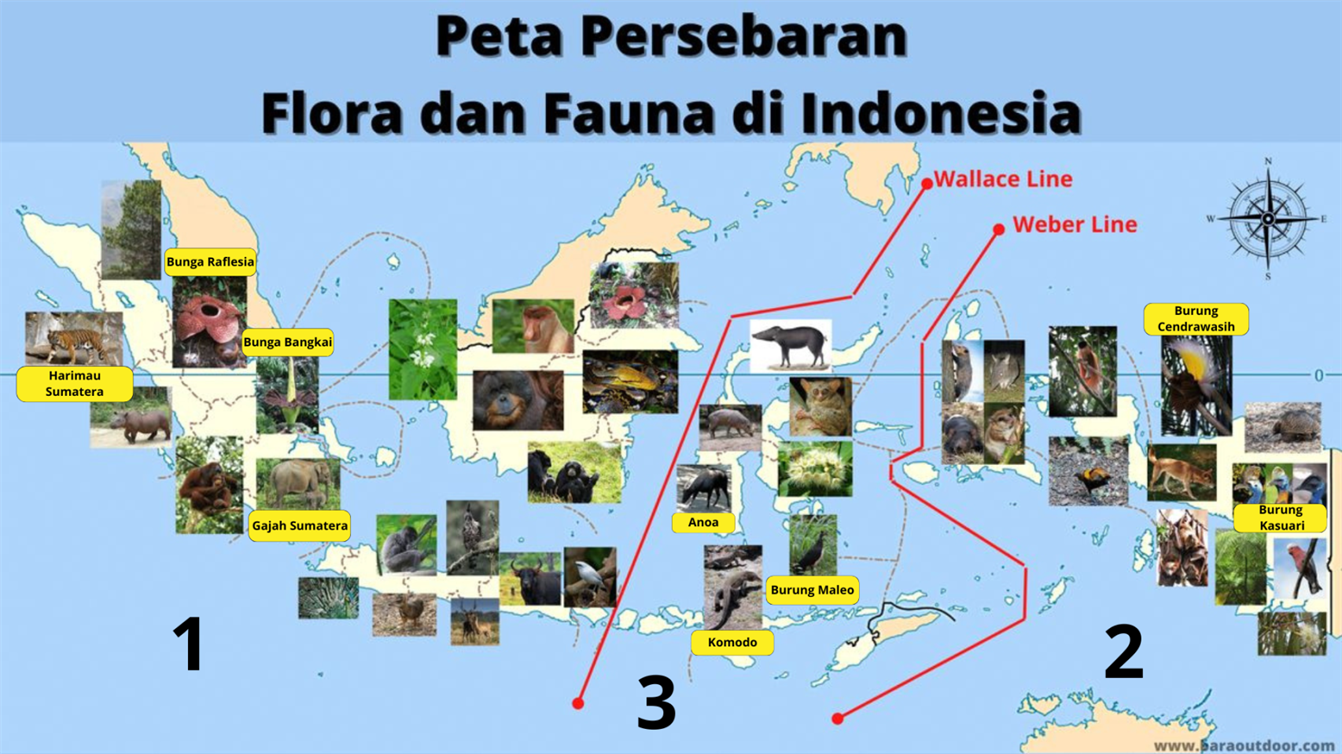 Peta Persebaran
Flora dan Fauna di Indonesia
Wallace Line
Weber Line
N
W
E
S
Bunga Raflesia
Bunga Bangkai
Harimau
Sumatera
Gajah Sumatera
Burung
Cendrawasih
0
Burung
Kasuari
Anoa
Burung Maleo
Komodo
1
2
3
www.baraoutdoor.com